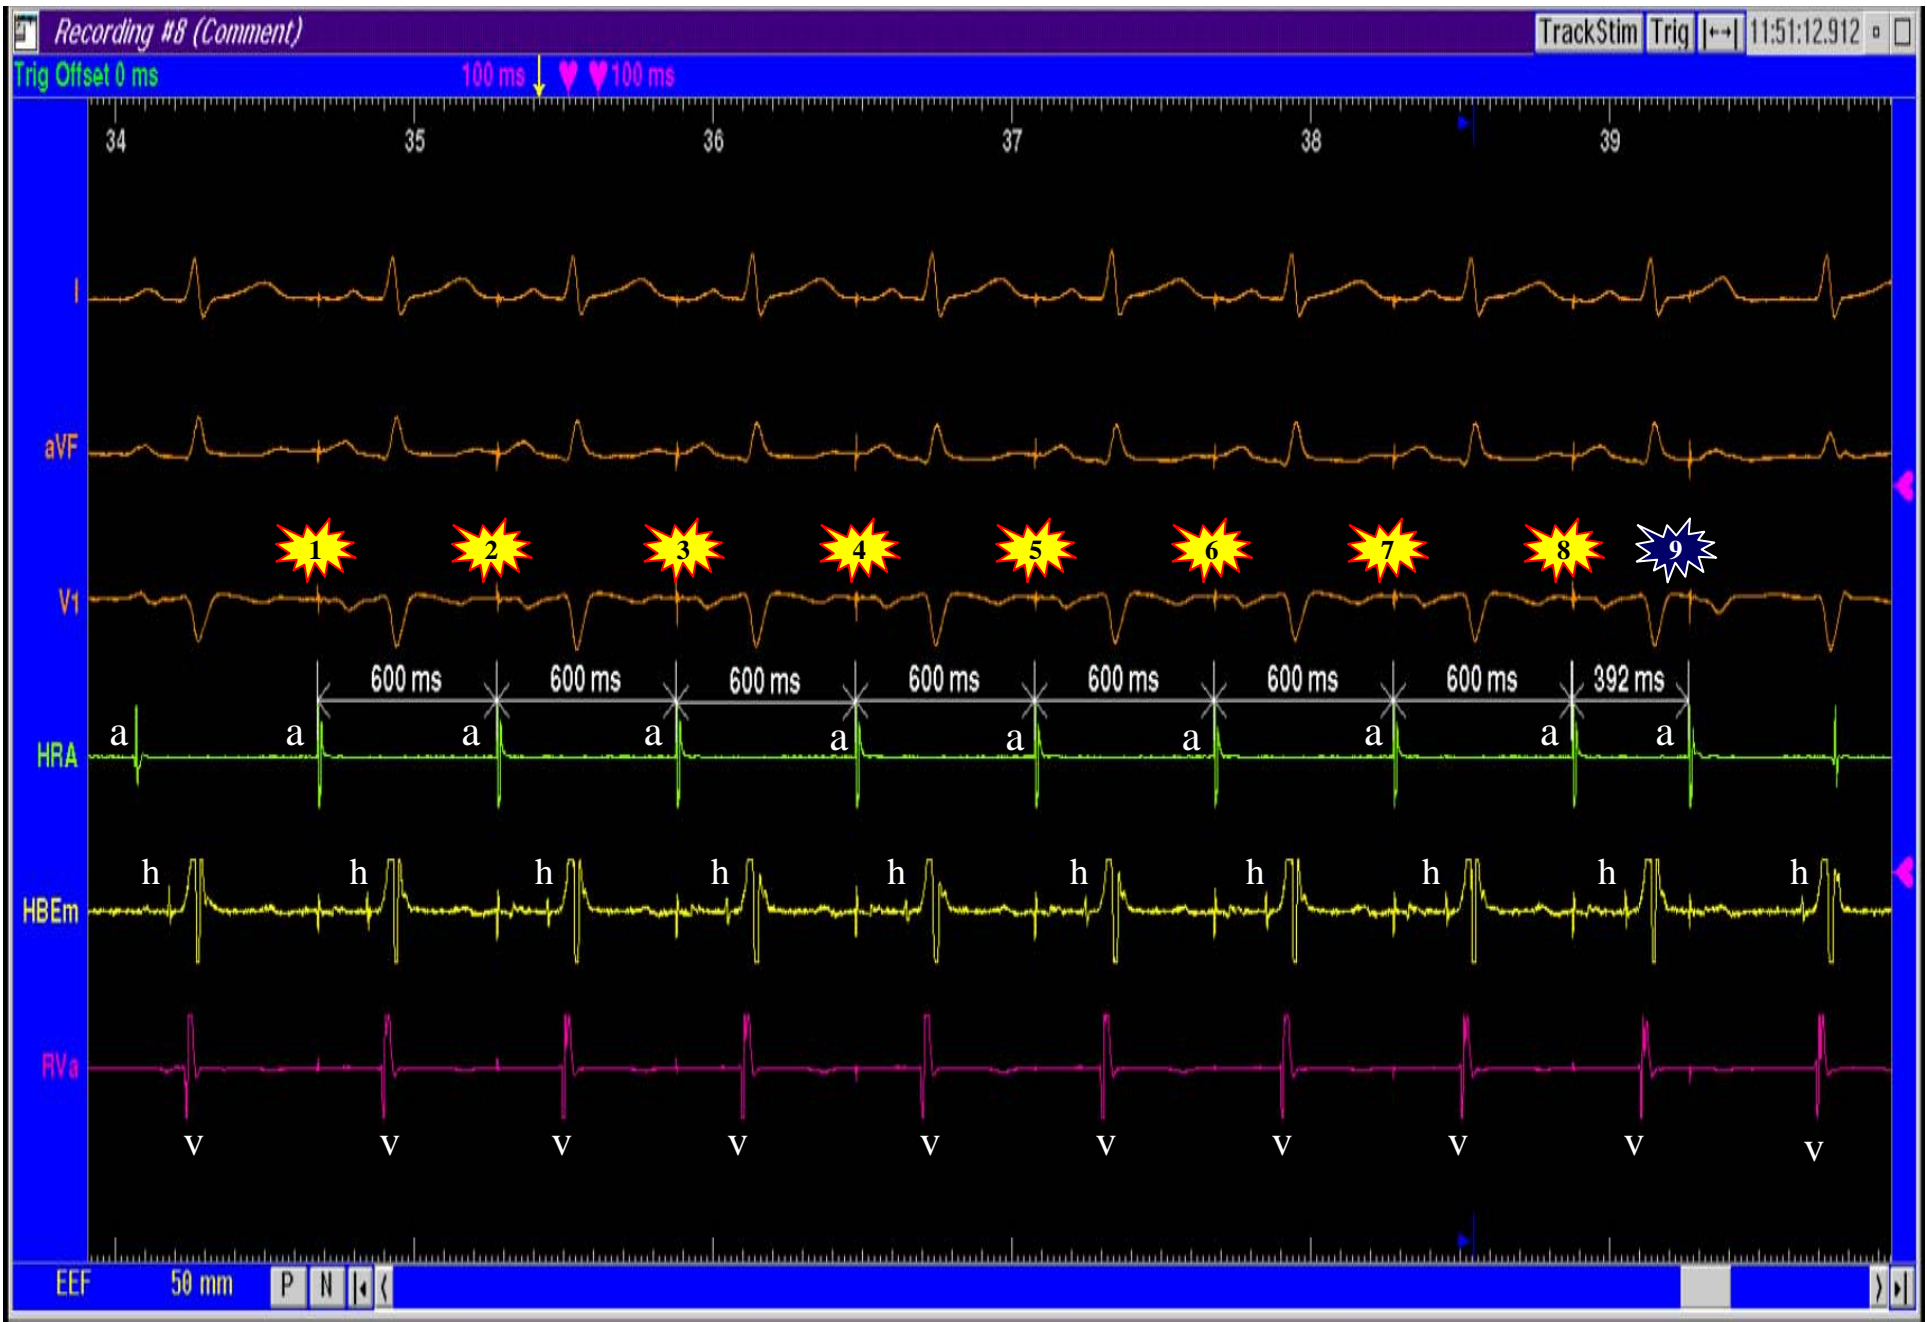 Recording #8 (Comment) TrackStim Trig |←→| 11:51:12.912
Trig Offset 0 ms 100 ms 100 ms
34 35 36 37 38 39
I
aVF
1 2 3 4 5 6 7 8 9
V1
600 ms 600 ms 600 ms 600 ms 600 ms 600 ms 600 ms 392 ms
a a a a a a a a a a
HRA
h h h h h h h h h h
HBEm
RVa
v v v v v v v v v v
EEF 50 mm P N